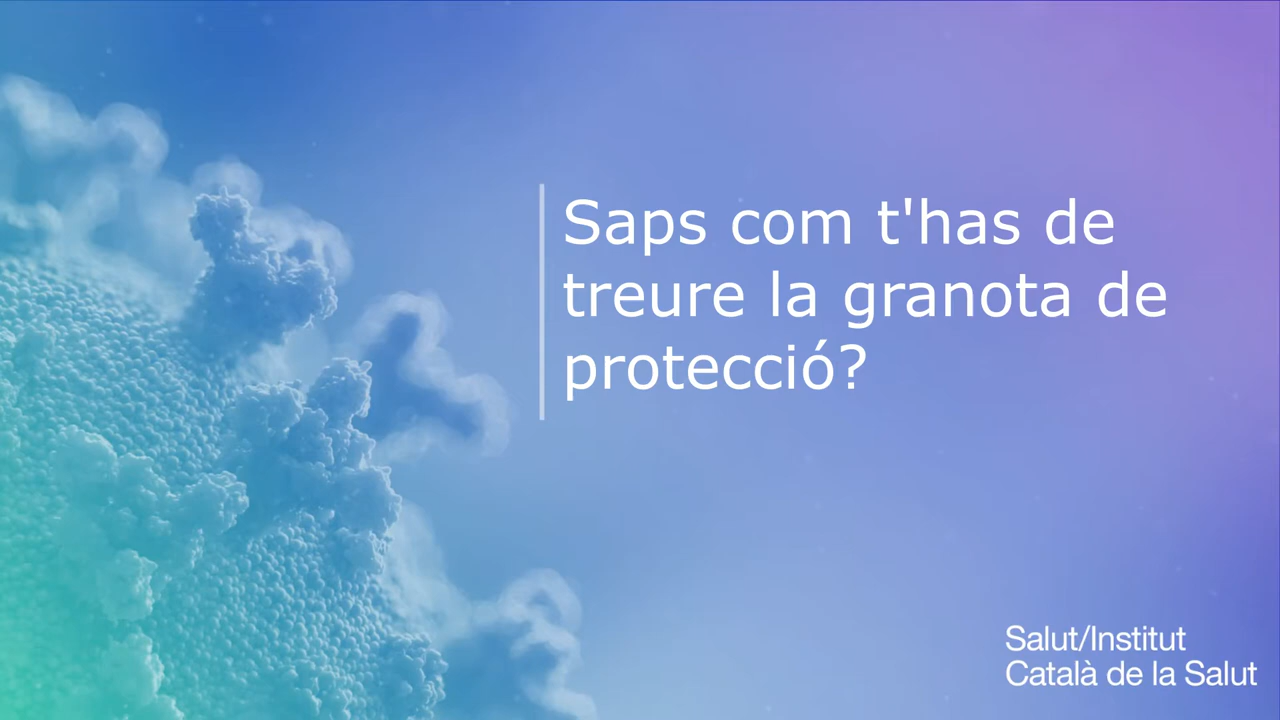 Saps com t'has de
treure la granota de
protecció?
Salut/Institut
Català de la Salut